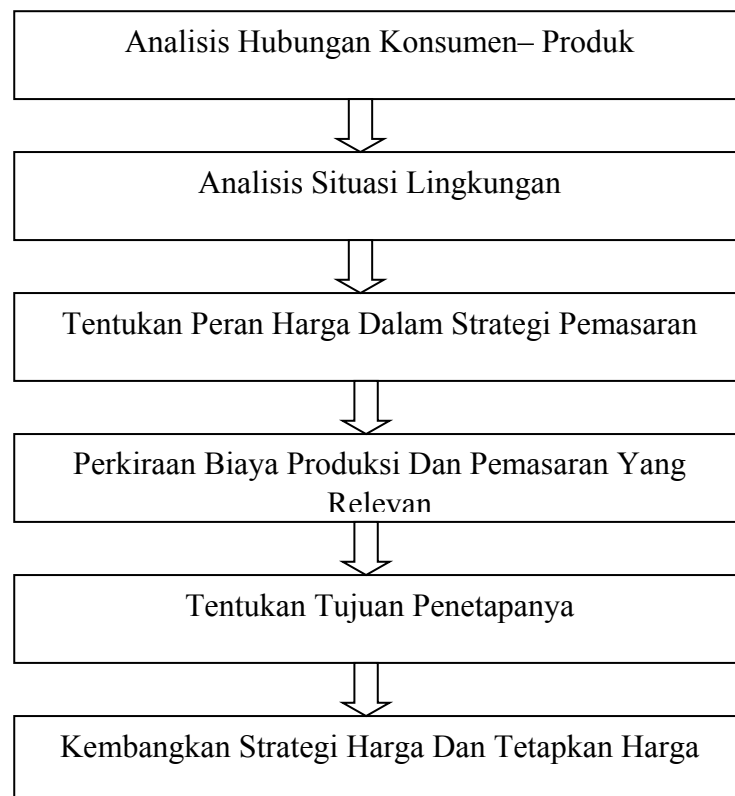 Analisis Hubungan Konsumen– Produk
Analisis Situasi Lingkungan
Tentukan Peran Harga Dalam Strategi Pemasaran
Perkiraan Biaya Produksi Dan Pemasaran Yang
Relevan
Tentukan Tujuan Penetapanya
Kembangkan Strategi Harga Dan Tetapkan Harga